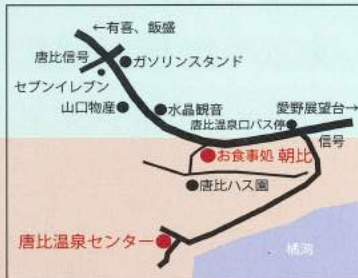 ←有喜、飯盛
唐比信号
ガソリンスタンド
セブンイレブン
山口物産
水晶観音
愛野展望台→
唐比温泉口バス停
信号
お食事処 朝比
唐比ハス園
唐比温泉センター
橘湾